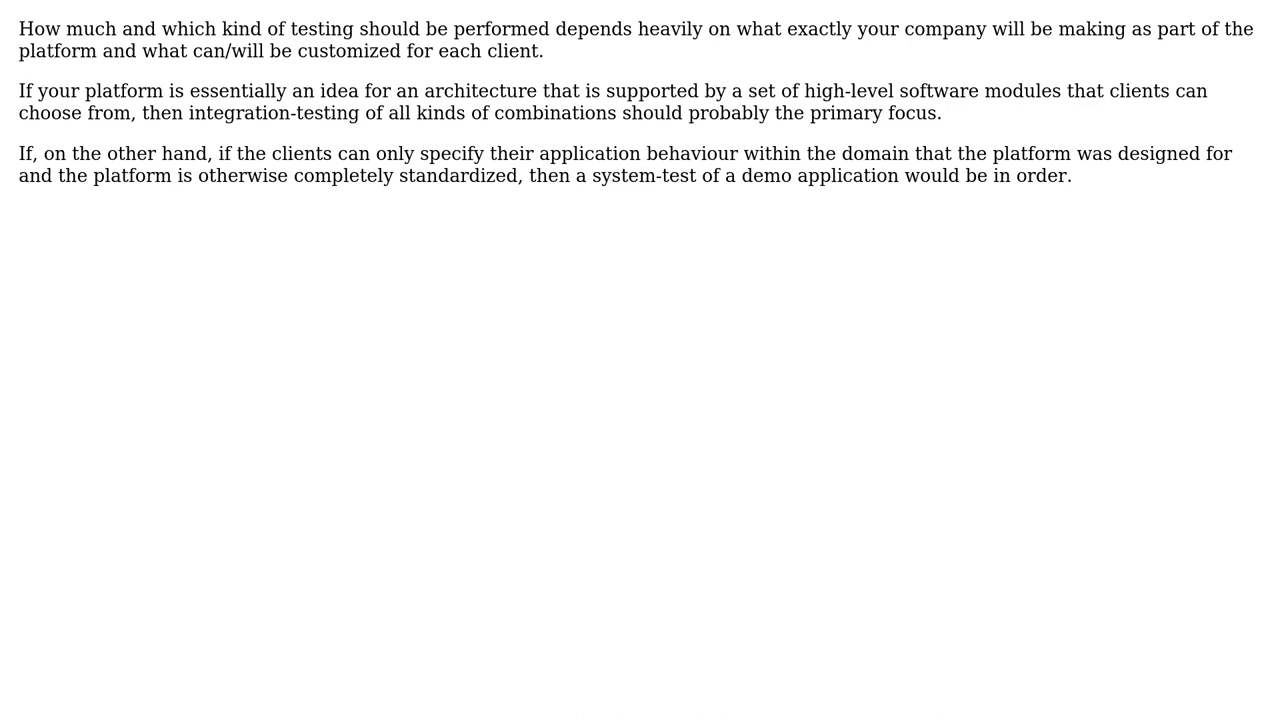 How much and which kind of testing should be performed depends heavily on what exactly your company will be making as part of the
platform and what can/will be customized for each client.
If your platform is essentially an idea for an architecture that is supported by a set of high-level software modules that clients can
choose from, then integration-testing of all kinds of combinations should probably the primary focus.
If, on the other hand, if the clients can only specify their application behaviour within the domain that the platform was designed for
and the platform is otherwise completely standardized, then a system-test of a demo application would be in order.